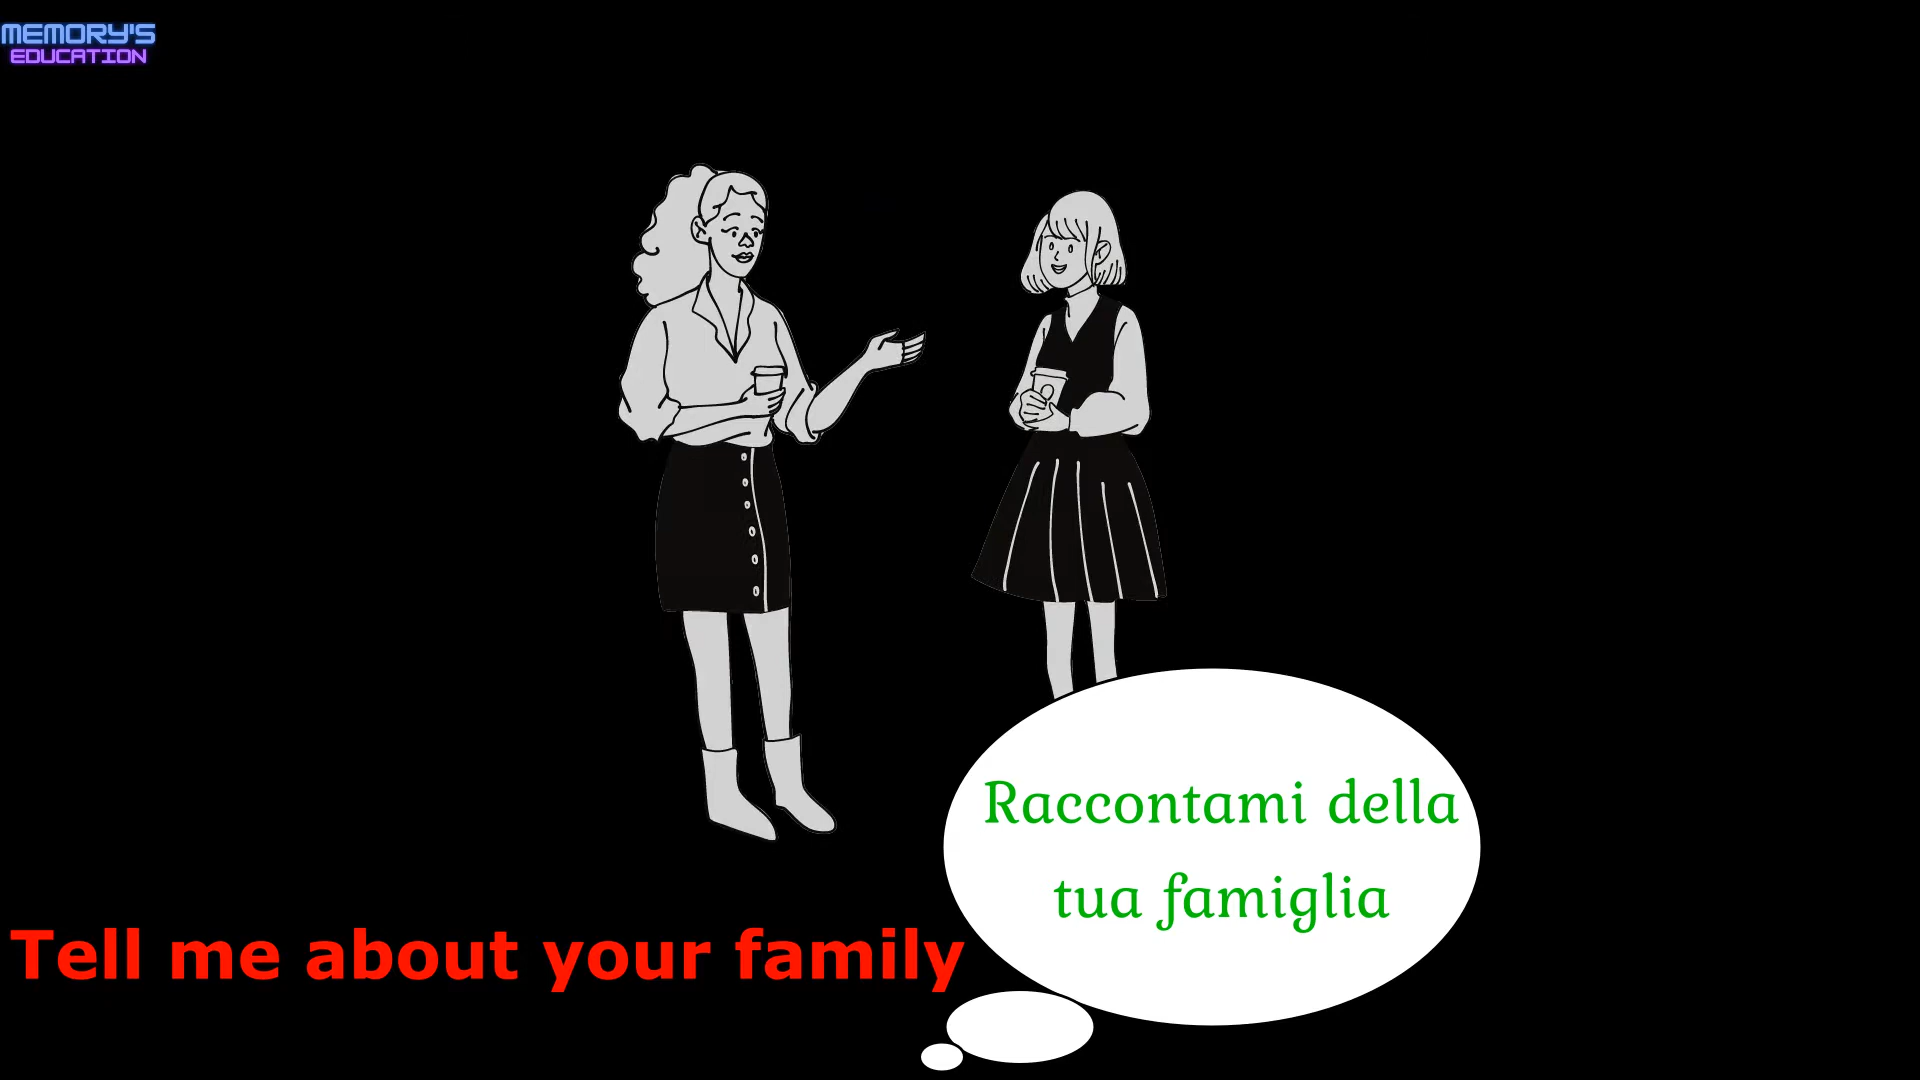 MEMORY'S
EDUCATION
Raccontami della
tua famiglia
Tell me about your family